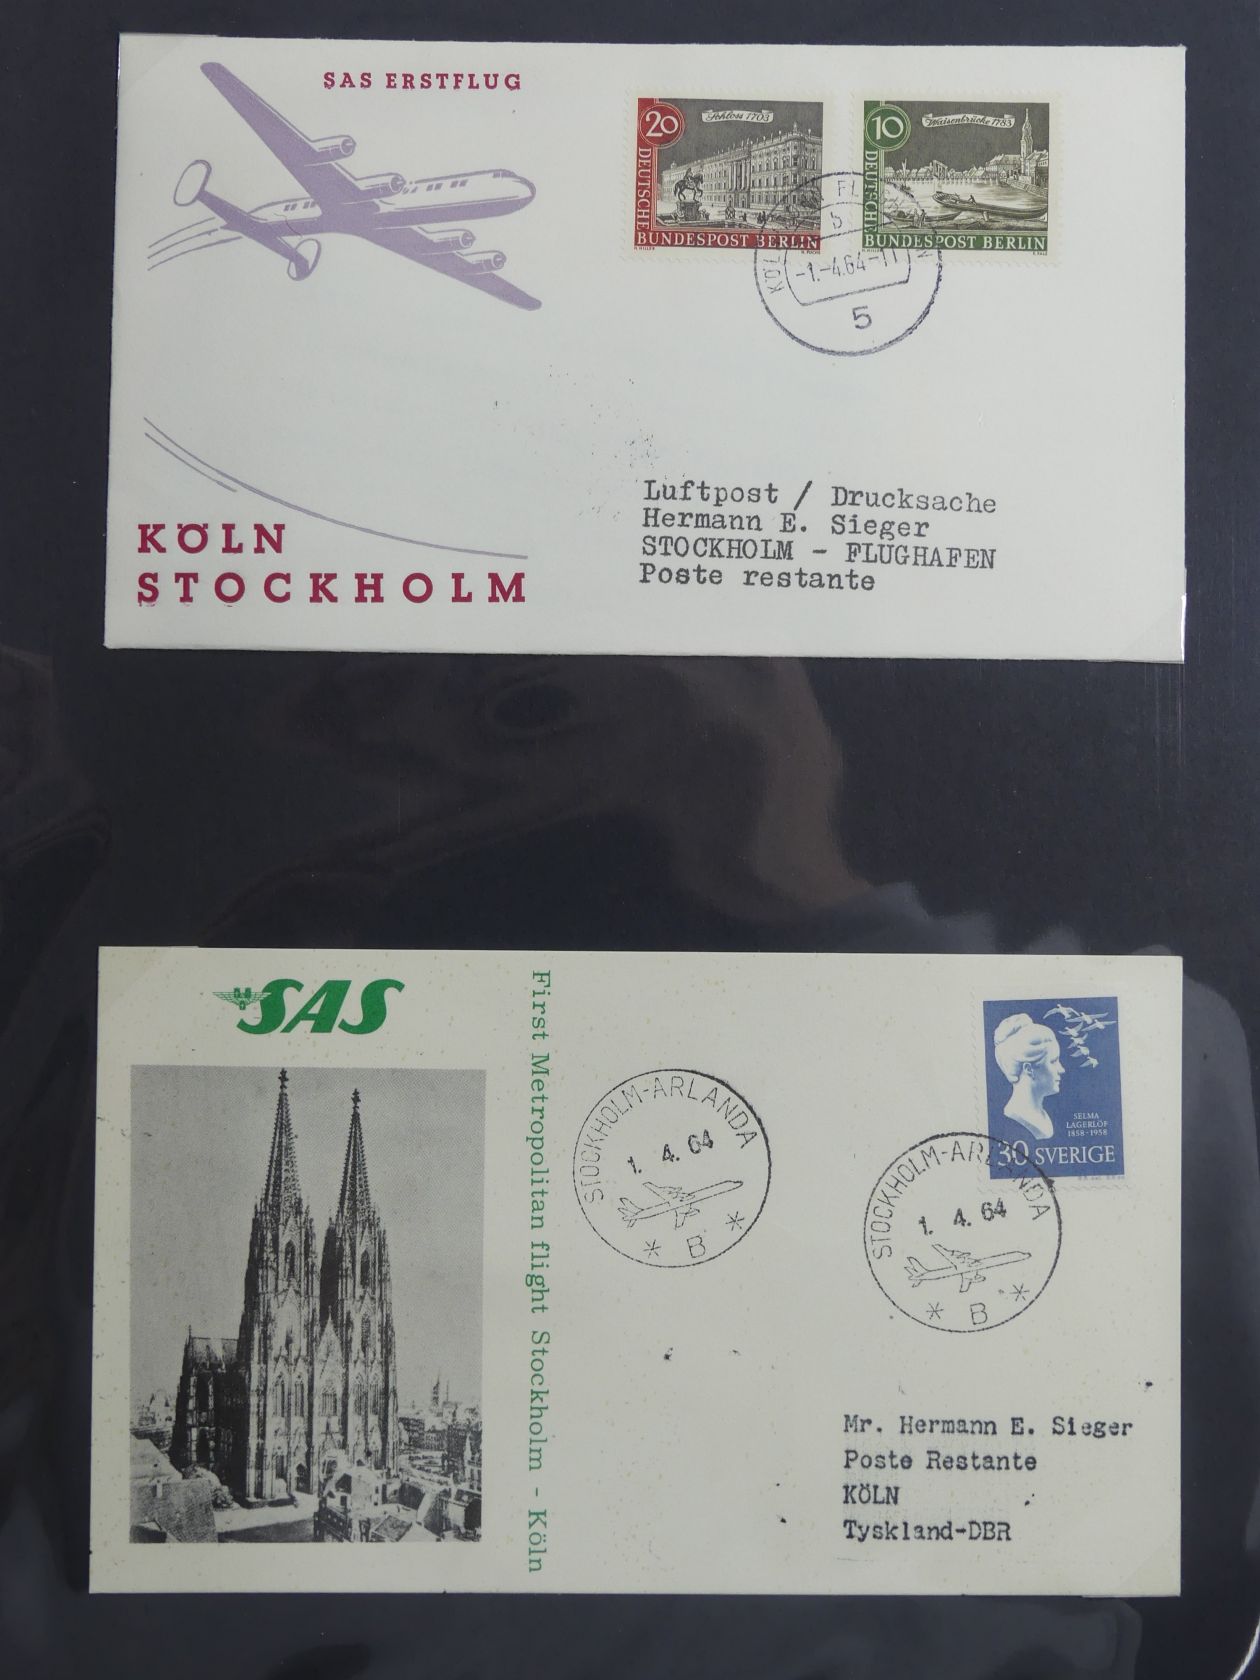 SAS ERSTFLUG
20
Schloss 1703
DEUTSCHE
BUNDESPOST BERLIN
10
Waisenbrücke 1783
DEUTSCHE
BUNDESPOST BERLIN
-1.-4.64-11
5
Luftpost / Drucksache
Hermann E. Sieger
STOCKHOLM - FLUGHAFEN
Poste restante
KÖLN
STOCKHOLM
SAS
First Metropolitan flight Stockholm - Köln
STOCKHOLM-ARLANDA
1. 4. 64
* B *
SELMA
LAGERLÖF
1858-1958
30 SVERIGE
STOCKHOLM-ARLANDA
1. 4. 64
* B *
Mr. Hermann E. Sieger
Poste Restante
KÖLN
Tyskland-DBR